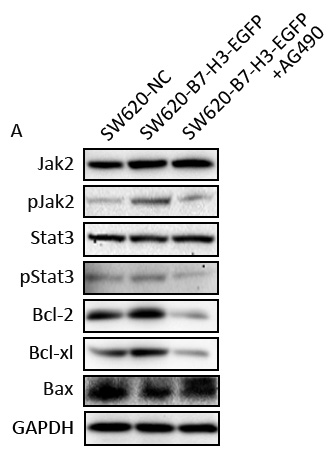 A
SW620-NC
SW620-B7-H3-EGFP
SW620-B7-H3-EGFP
+AG490
Jak2
pJak2
Stat3
pStat3
Bcl-2
Bcl-xl
Bax
GAPDH